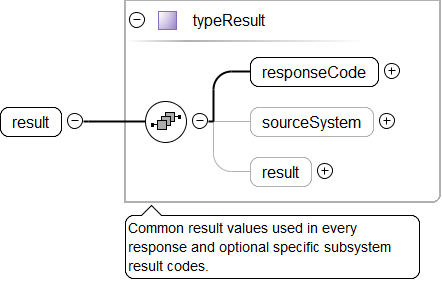 typeResult
responseCode
result
sourceSystem
result
Common result values used in every
response and optional specific subsystem
result codes.